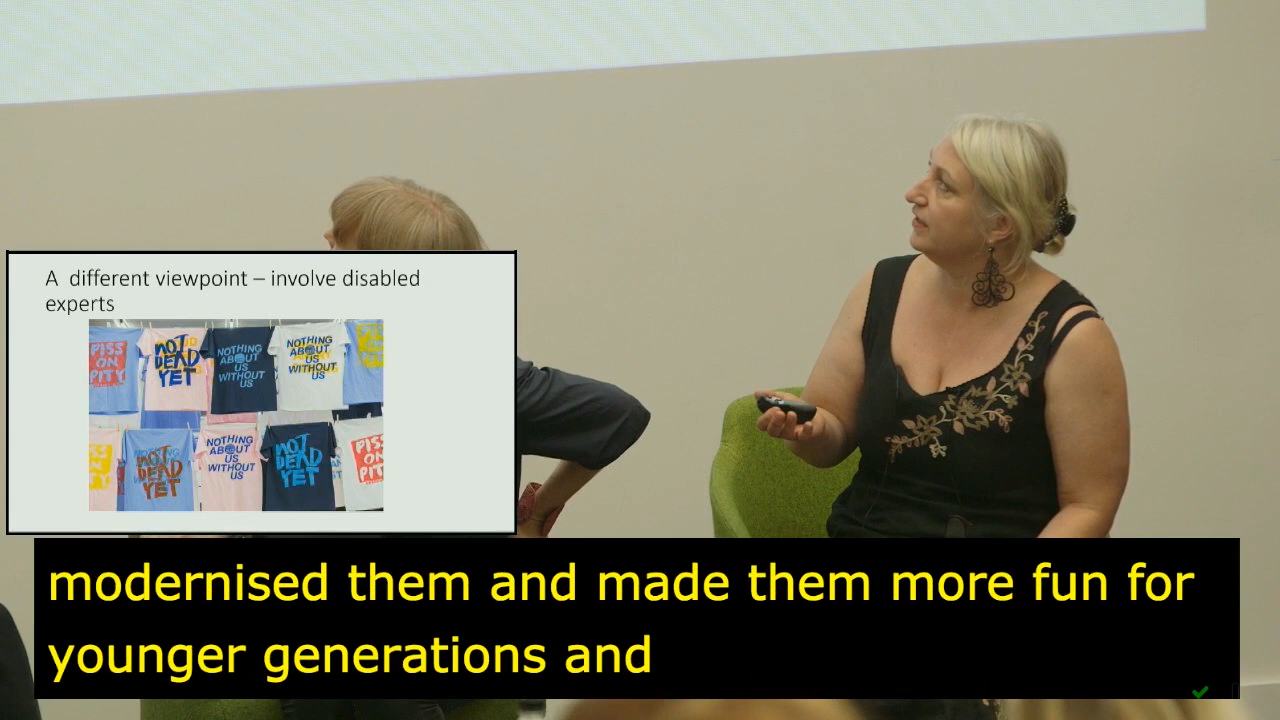 A different viewpoint – involve disabled
experts
PISS
ON
PITY
NOT
DEAD
YET
NOTHING
ABOUT
US
WITHOUT
US
NOTHING
ABOUT
US
WITHOUT
US
NOT
DEAD
YET
NOTHING
ABOUT
US
WITHOUT
US
NOT
DEAD
YET
PISS
ON
PIT
modernised them and made them more fun for
younger generations and